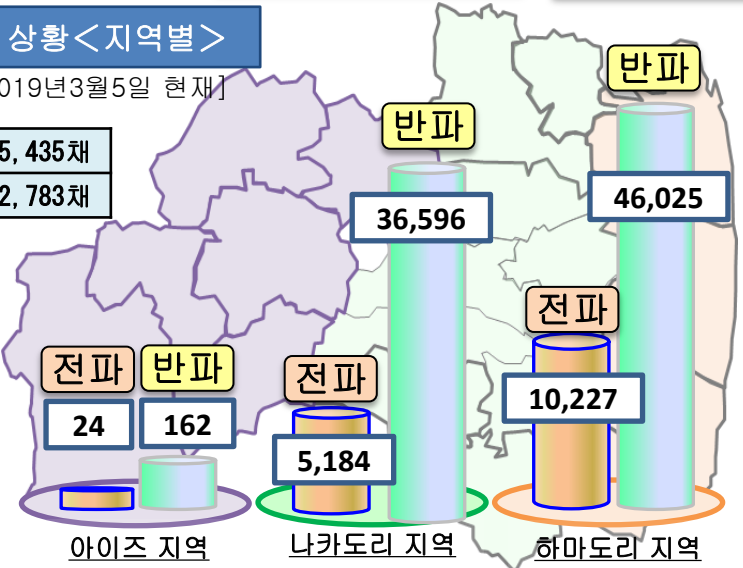 상황<지역별>
019년3월5일 현재]
5,435채
2,783채
반파
46,025
반파
36,596
전파
10,227
전파
5,184
전파
24
반파
162
아이즈 지역
나카도리 지역
하마도리 지역